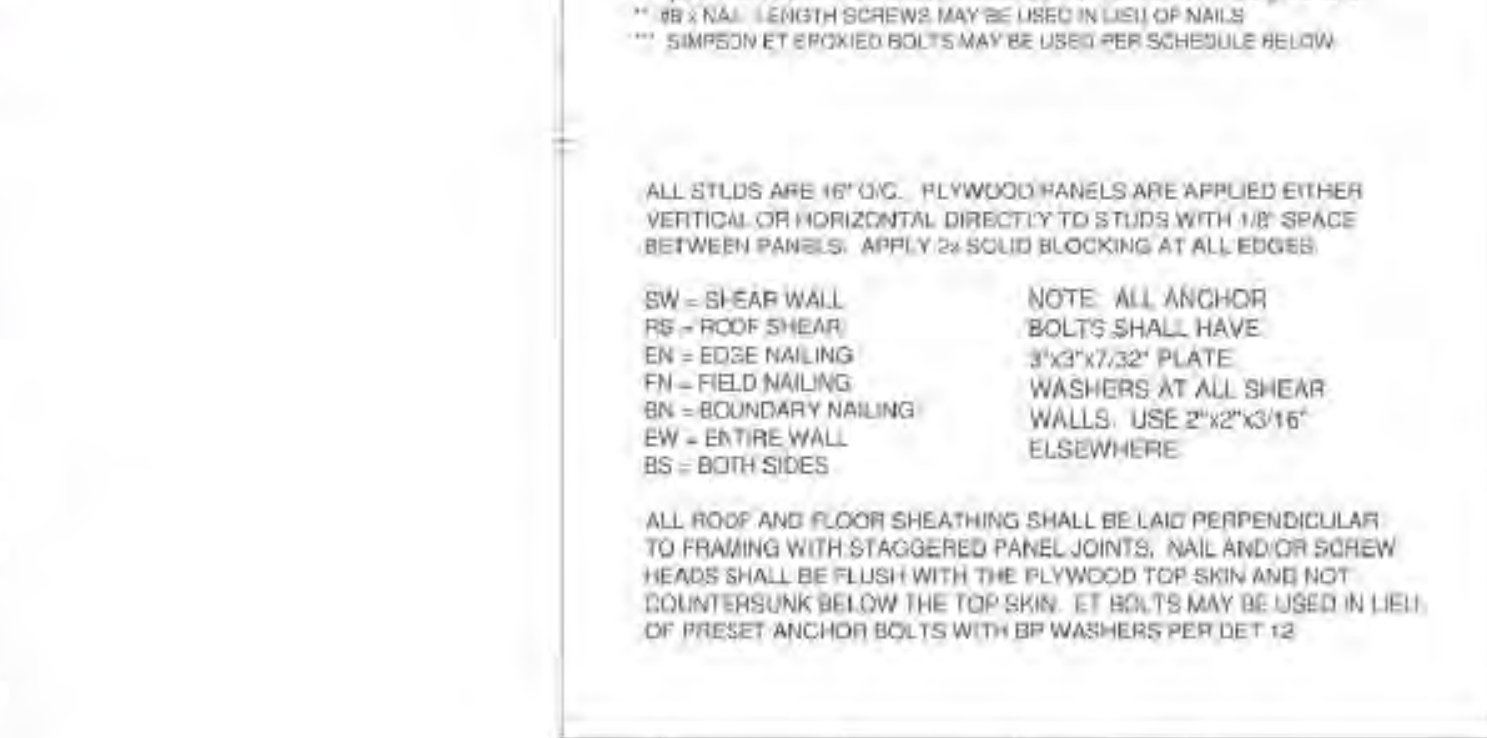 ** #8 x NAIL LENGTH SCREWS MAY BE USED IN LIEU OF NAILS
*** SIMPSON ET EPOXIED BOLTS MAY BE USED PER SCHEDULE BELOW
ALL STUDS ARE 16" O/C. PLYWOOD PANELS ARE APPLIED EITHER
VERTICAL OR HORIZONTAL DIRECTLY TO STUDS WITH 1/8" SPACE
BETWEEN PANELS. APPLY 2x SOLID BLOCKING AT ALL EDGES
SW = SHEAR WALL
RS = ROOF SHEAR
EN = EDGE NAILING
FN = FIELD NAILING
BN = BOUNDARY NAILING
EW = ENTIRE WALL
BS = BOTH SIDES
NOTE: ALL ANCHOR
BOLTS SHALL HAVE
3"x3"x7/32" PLATE
WASHERS AT ALL SHEAR
WALLS. USE 2"x2"x3/16"
ELSEWHERE
ALL ROOF AND FLOOR SHEATHING SHALL BE LAID PERPENDICULAR
TO FRAMING WITH STAGGERED PANEL JOINTS. NAIL AND/OR SCREW
HEADS SHALL BE FLUSH WITH THE PLYWOOD TOP SKIN AND NOT
COUNTERSUNK BELOW THE TOP SKIN. ET BOLTS MAY BE USED IN LIEU
OF PRESET ANCHOR BOLTS WITH BP WASHERS PER DET 12